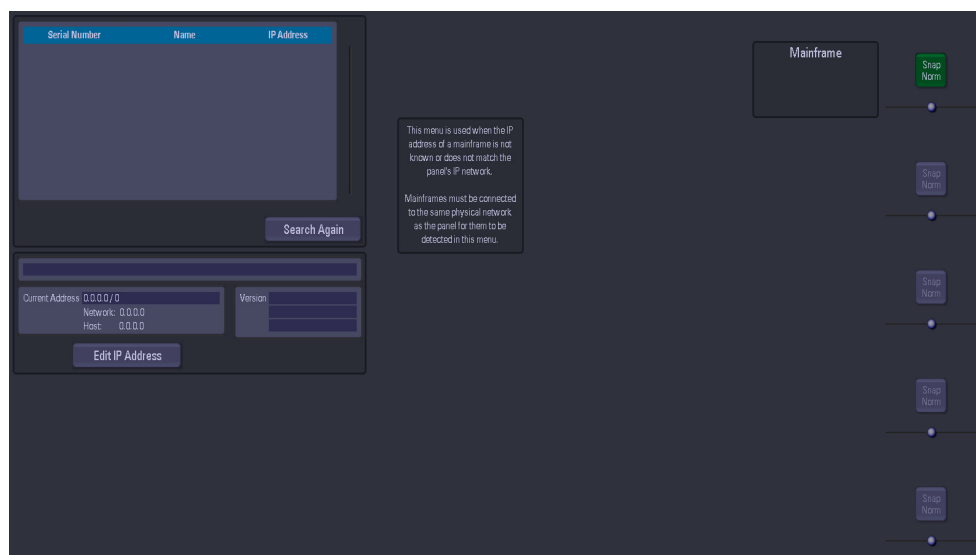 Serial Number Name IP Address
Search Again
Current Address 0.0.0.0 / 0
Network: 0.0.0.0
Host: 0.0.0.0
Version
Edit IP Address
This menu is used when the IP
address of a mainframe is not
known or does not match the
panel's IP network.
Mainframes must be connected
to the same physical network
as the panel for them to be
detected in this menu.
Mainframe
Snap
Norm
Snap
Norm
Snap
Norm
Snap
Norm
Snap
Norm